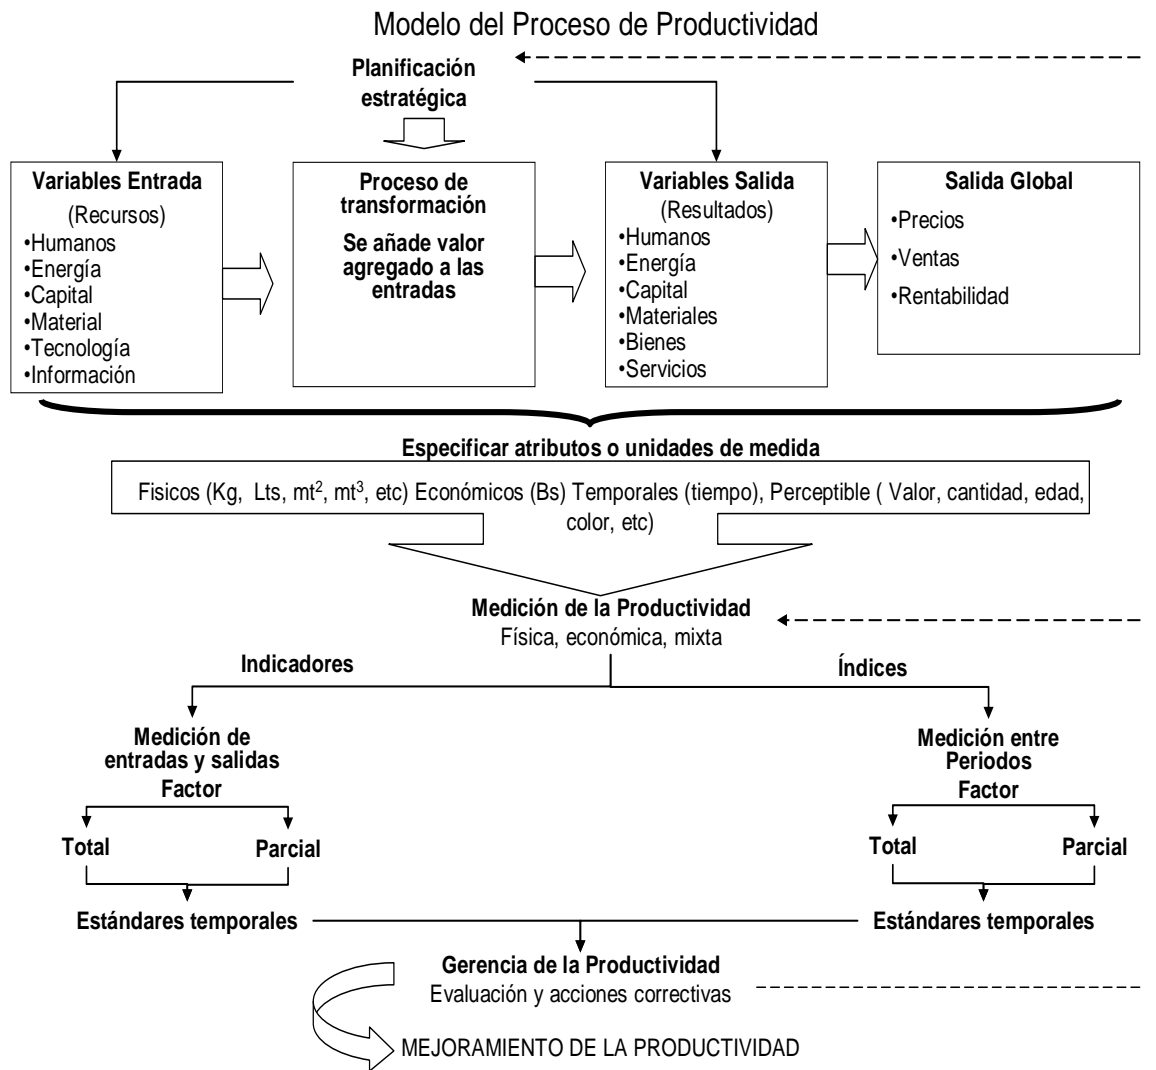 Modelo del Proceso de Productividad
Planificación
estratégica
Variables Entrada
(Recursos)
•Humanos
•Energía
•Capital
•Material
•Tecnología
•Información
Proceso de
transformación
Se añade valor
agregado a las
entradas
Variables Salida
(Resultados)
•Humanos
•Energía
•Capital
•Materiales
•Bienes
•Servicios
Salida Global
•Precios
•Ventas
•Rentabilidad
Especificar atributos o unidades de medida
Fisicos (Kg, Lts, mt², mt³, etc) Económicos (Bs) Temporales (tiempo), Perceptible ( Valor, cantidad, edad,
color, etc)
Medición de la Productividad
Física, económica, mixta
Indicadores
Medición de
entradas y salidas
Factor
Total
Parcial
Estándares temporales
Índices
Medición entre
Periodos
Factor
Total
Parcial
Estándares temporales
Gerencia de la Productividad
Evaluación y acciones correctivas
MEJORAMIENTO DE LA PRODUCTIVIDAD